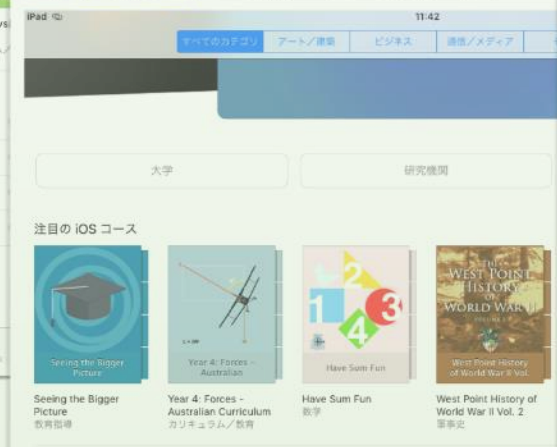 iPad
11:42
すべてのカテゴリ
アート/建築
ビジネス
通信/メディア
大学
研究機関
注目の iOS コース
Seeing the Bigger
Picture
Year 4: Forces –
Australian
1
2
3
4
Have Sum Fun
THE
WEST POINT
HISTORY
OF
WORLD WAR II
West Point History
of World War II Vol.
Seeing the Bigger
Picture
教育指導
Year 4: Forces -
Australian Curriculum
カリキュラム/教育
Have Sum Fun
数学
West Point History of
World War II Vol. 2
軍事史